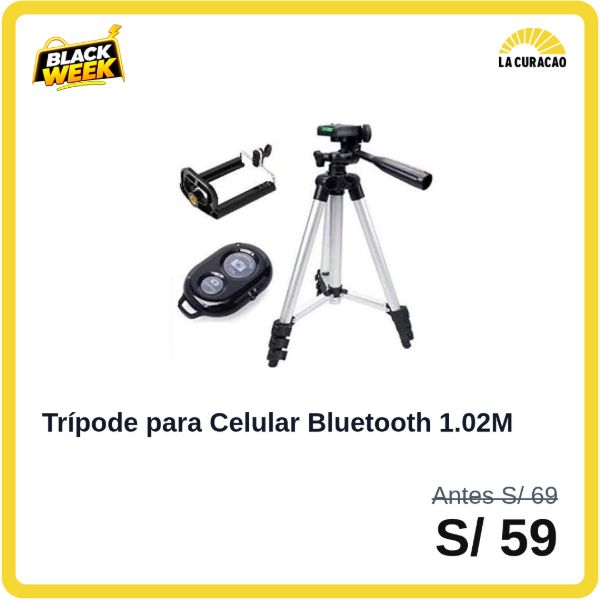 BLACK
WEEK
LA CURACAO
Trípode para Celular Bluetooth 1.02M
Antes S/ 69
S/ 59